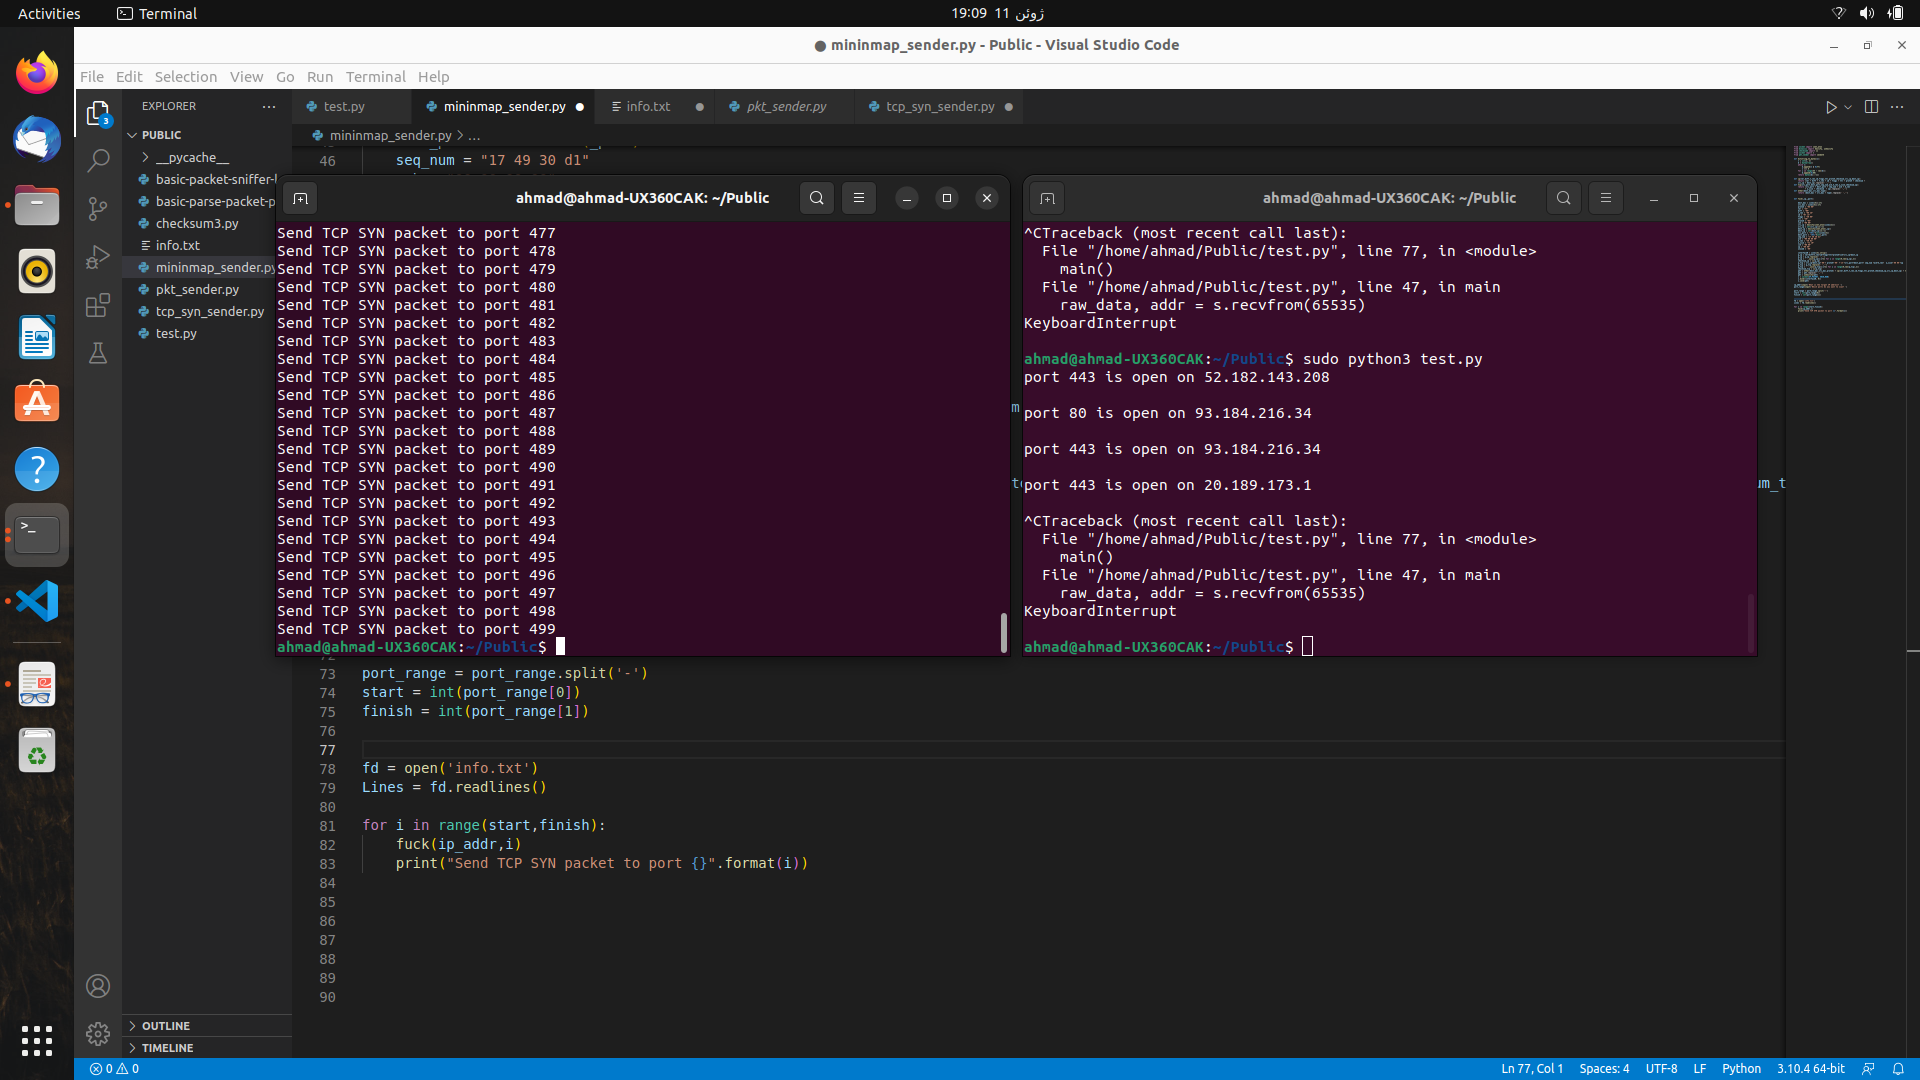 Activities
Terminal
19:09 11 ژوئن
● mininmap_sender.py - Public - Visual Studio Code
File Edit Selection View Go Run Terminal Help
EXPLORER
PUBLIC
__pycache__
basic-packet-sniffer-l
basic-parse-packet-p
checksum3.py
info.txt
mininmap_sender.py
pkt_sender.py
tcp_syn_sender.py
test.py
OUTLINE
TIMELINE
test.py
mininmap_sender.py
info.txt
pkt_sender.py
tcp_syn_sender.py
mininmap_sender.py > ...
46 seq_num = "17 49 30 d1"
ahmad@ahmad-UX360CAK: ~/Public
Send TCP SYN packet to port 477
Send TCP SYN packet to port 478
Send TCP SYN packet to port 479
Send TCP SYN packet to port 480
Send TCP SYN packet to port 481
Send TCP SYN packet to port 482
Send TCP SYN packet to port 483
Send TCP SYN packet to port 484
Send TCP SYN packet to port 485
Send TCP SYN packet to port 486
Send TCP SYN packet to port 487
Send TCP SYN packet to port 488
Send TCP SYN packet to port 489
Send TCP SYN packet to port 490
Send TCP SYN packet to port 491
Send TCP SYN packet to port 492
Send TCP SYN packet to port 493
Send TCP SYN packet to port 494
Send TCP SYN packet to port 495
Send TCP SYN packet to port 496
Send TCP SYN packet to port 497
Send TCP SYN packet to port 498
Send TCP SYN packet to port 499
ahmad@ahmad-UX360CAK:~/Public$
ahmad@ahmad-UX360CAK: ~/Public
^CTraceback (most recent call last):
File "/home/ahmad/Public/test.py", line 77, in <module>
main()
File "/home/ahmad/Public/test.py", line 47, in main
raw_data, addr = s.recvfrom(65535)
KeyboardInterrupt
ahmad@ahmad-UX360CAK:~/Public$ sudo python3 test.py
port 443 is open on 52.182.143.208
port 80 is open on 93.184.216.34
port 443 is open on 93.184.216.34
port 443 is open on 20.189.173.1
^CTraceback (most recent call last):
File "/home/ahmad/Public/test.py", line 77, in <module>
main()
File "/home/ahmad/Public/test.py", line 47, in main
raw_data, addr = s.recvfrom(65535)
KeyboardInterrupt
ahmad@ahmad-UX360CAK:~/Public$
73 port_range = port_range.split('-')
74 start = int(port_range[0])
75 finish = int(port_range[1])
76
77
78 fd = open('info.txt')
79 Lines = fd.readlines()
80
81 for i in range(start,finish):
82 fuck(ip_addr,i)
83 print("Send TCP SYN packet to port {}".format(i))
84
85
86
87
88
89
90
0 0
Ln 77, Col 1 Spaces: 4 UTF-8 LF Python 3.10.4 64-bit